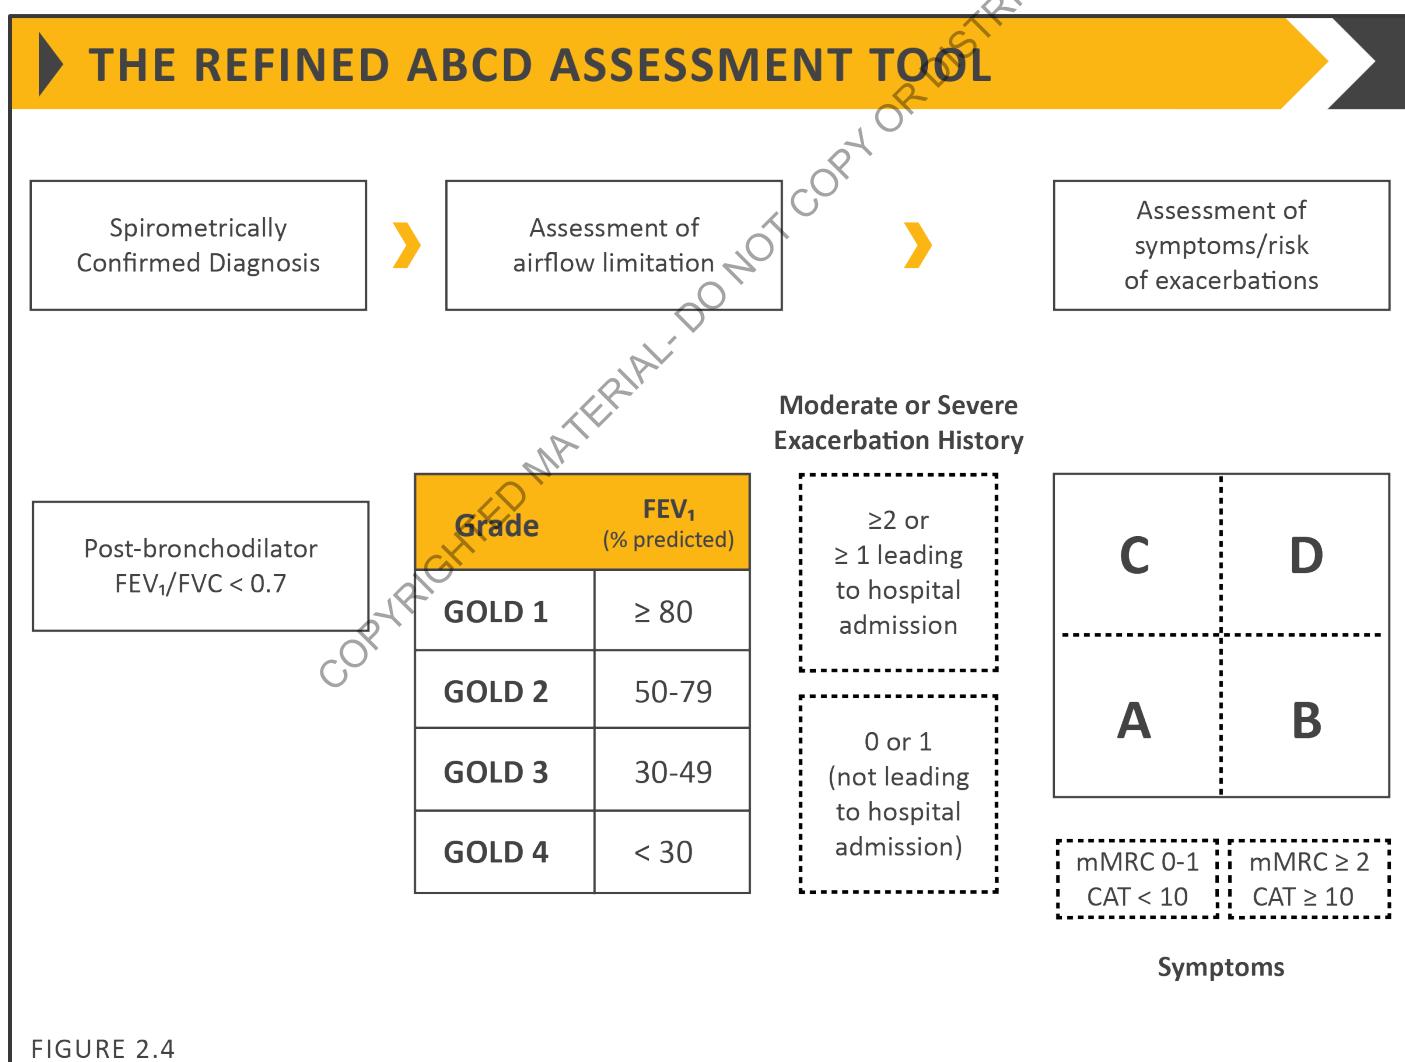 THE REFINED ABCD ASSESSMENT TOOL
Spirometrically
Confirmed Diagnosis
Assessment of
airflow limitation
Assessment of
symptoms/risk
of exacerbations
Post-bronchodilator
FEV₁/FVC < 0.7
Grade
FEV₁
(% predicted)
GOLD 1
≥ 80
GOLD 2
50-79
GOLD 3
30-49
GOLD 4
< 30
Moderate or Severe
Exacerbation History
≥2 or
≥ 1 leading
to hospital
admission
0 or 1
(not leading
to hospital
admission)
C
D
A
B
mMRC 0-1
CAT < 10
mMRC ≥ 2
CAT ≥ 10
Symptoms
FIGURE 2.4
COPYRIGHTED MATERIAL- DO NOT COPY OR DISTRI